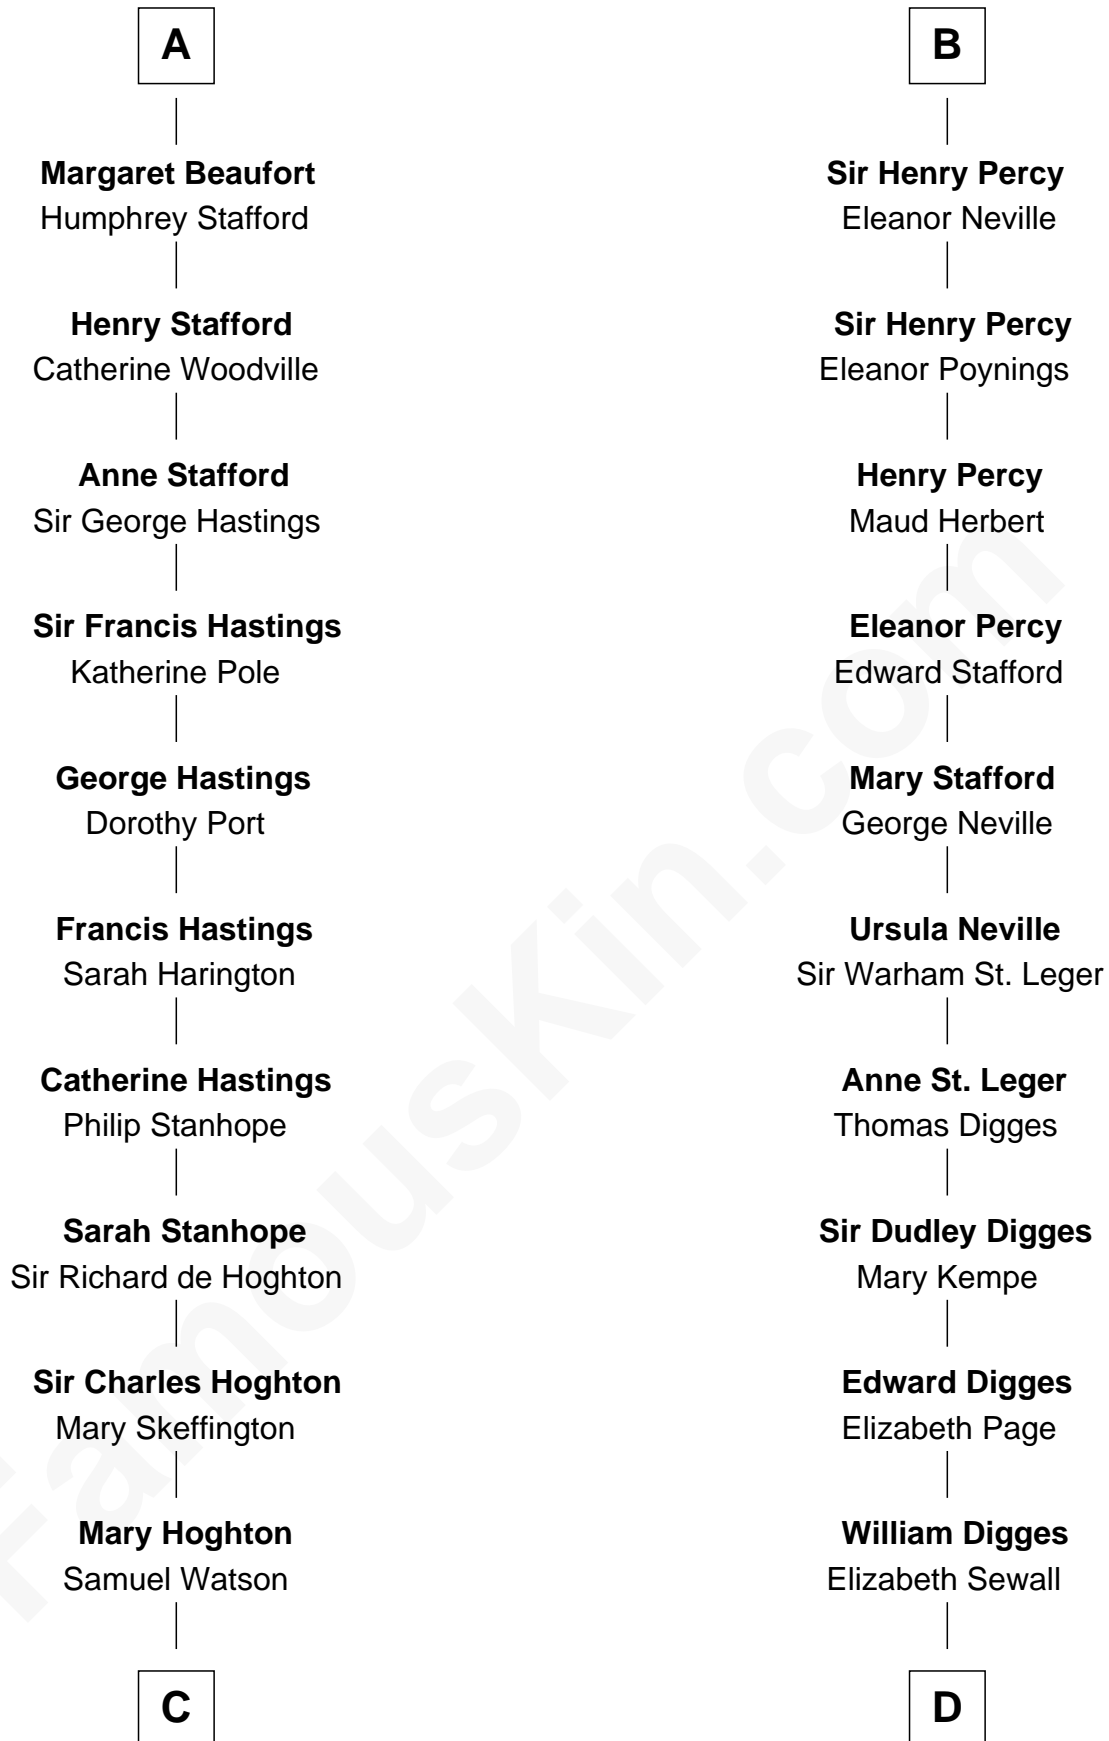 A
Margaret Beaufort
Humphrey Stafford
Henry Stafford
Catherine Woodville
Anne Stafford
Sir George Hastings
Sir Francis Hastings
Katherine Pole
George Hastings
Dorothy Port
Francis Hastings
Sarah Harington
Catherine Hastings
Philip Stanhope
Sarah Stanhope
Sir Richard de Hoghton
Sir Charles Hoghton
Mary Skeffington
Mary Hoghton
Samuel Watson
C
B
Sir Henry Percy
Eleanor Neville
Sir Henry Percy
Eleanor Poynings
Henry Percy
Maud Herbert
Eleanor Percy
Edward Stafford
Mary Stafford
George Neville
Ursula Neville
Sir Warham St. Leger
Anne St. Leger
Thomas Digges
Sir Dudley Digges
Mary Kempe
Edward Digges
Elizabeth Page
William Digges
Elizabeth Sewall
D
FamousKin.com